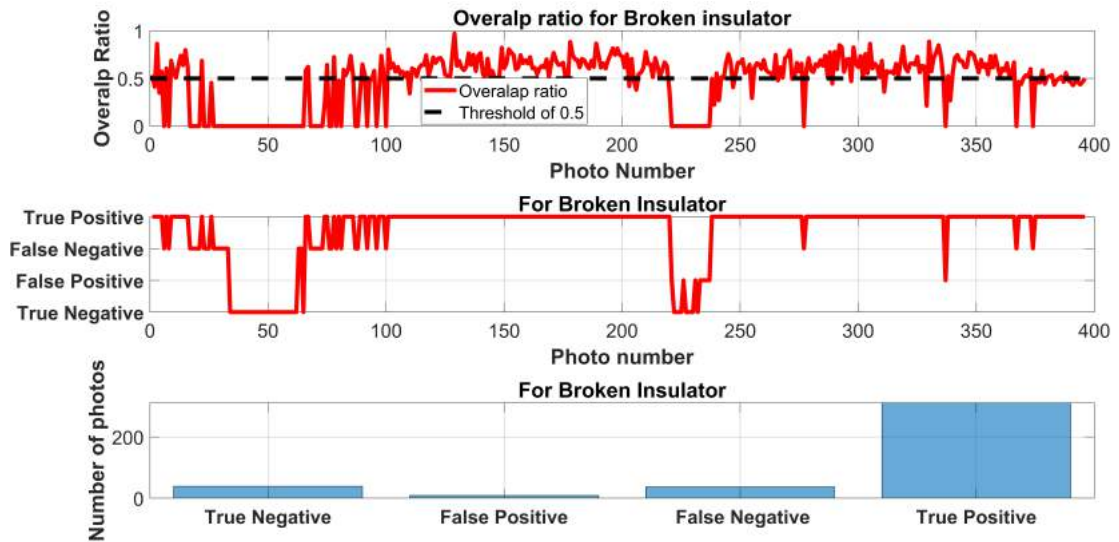 Overalp ratio for Broken insulator
Overalp Ratio
1
0.5
0
Overalap ratio
Threshold of 0.5
0 50 100 150 200 250 300 350 400
Photo Number
For Broken Insulator
True Positive
False Negative
False Positive
True Negative
0 50 100 150 200 250 300 350 400
Photo number
For Broken Insulator
Number of photos
200
0
True Negative False Positive False Negative True Positive